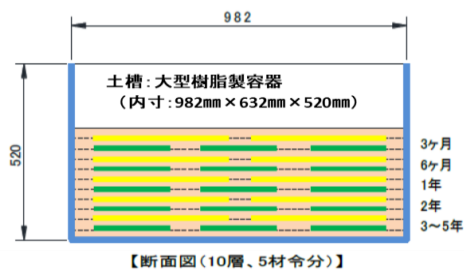 982
土槽：大型樹脂製容器
（内寸：982㎜×632㎜×520㎜）
520
3ヶ月
6ヶ月
1年
2年
3～5年
【断面図（10層、5材令分）】